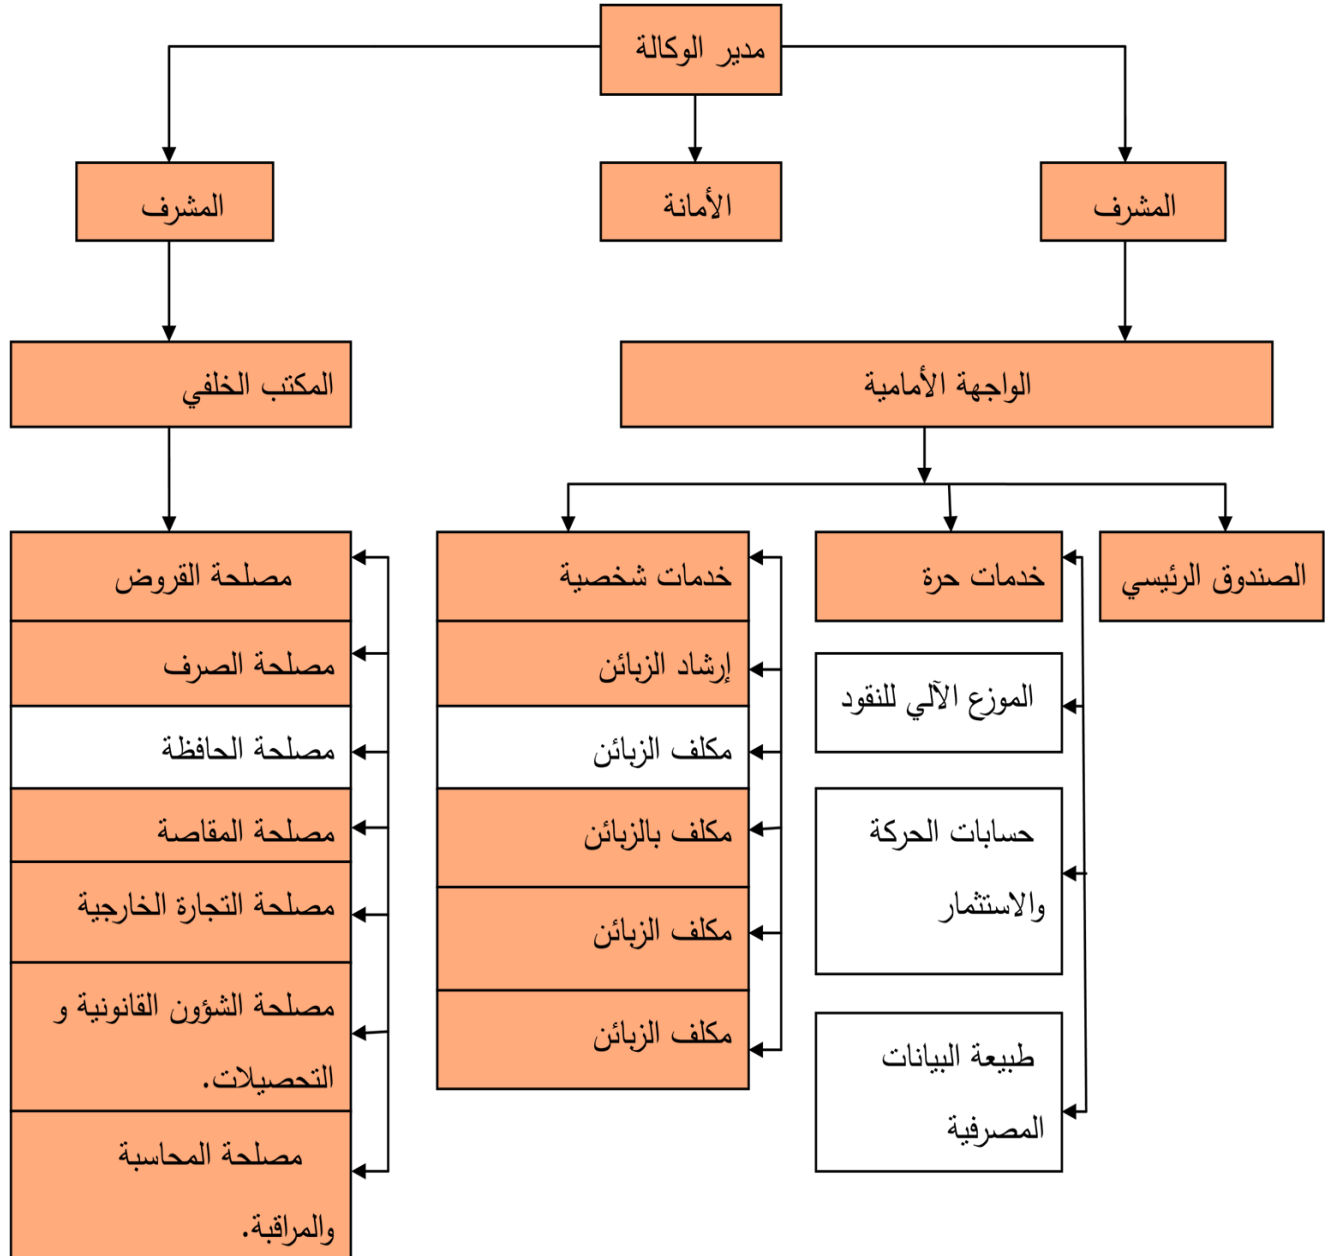 مدير الوكالة
المشرف
الأمانة
المشرف
الواجهة الأمامية
المكتب الخلفي
الصندوق الرئيسي
خدمات حرة
الموزع الآلي للنقود
حسابات الحركة
والاستثمار
طبيعة البيانات
المصرفية
خدمات شخصية
إرشاد الزبائن
مكلف الزبائن
مكلف بالزبائن
مكلف الزبائن
مكلف الزبائن
مصلحة القروض
مصلحة الصرف
مصلحة الحافظة
مصلحة المقاصة
مصلحة التجارة الخارجية
مصلحة الشؤون القانونية و
التحصيلات.
مصلحة المحاسبة
والمراقبة.